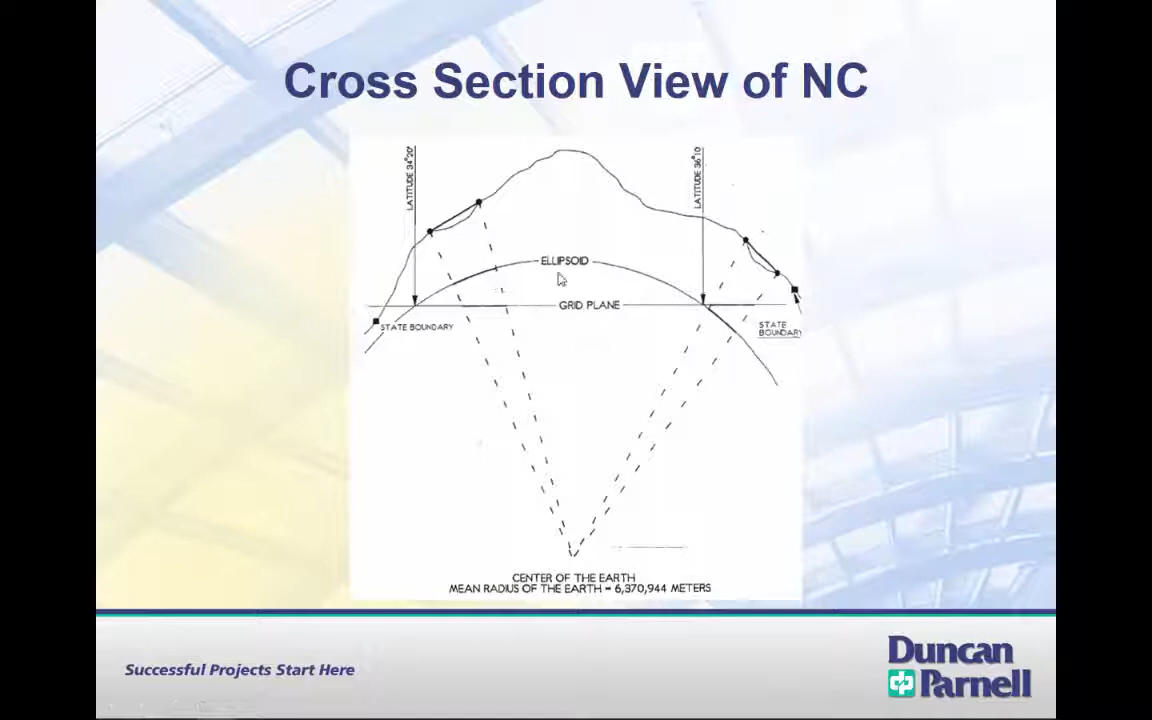 Cross Section View of NC
LATITUDE 34°20'
LATITUDE 36°10'
ELLIPSOID
GRID PLANE
STATE BOUNDARY
STATE
BOUNDARY
CENTER OF THE EARTH
MEAN RADIUS OF THE EARTH = 6,370,944 METERS
Successful Projects Start Here
Duncan
Parnell